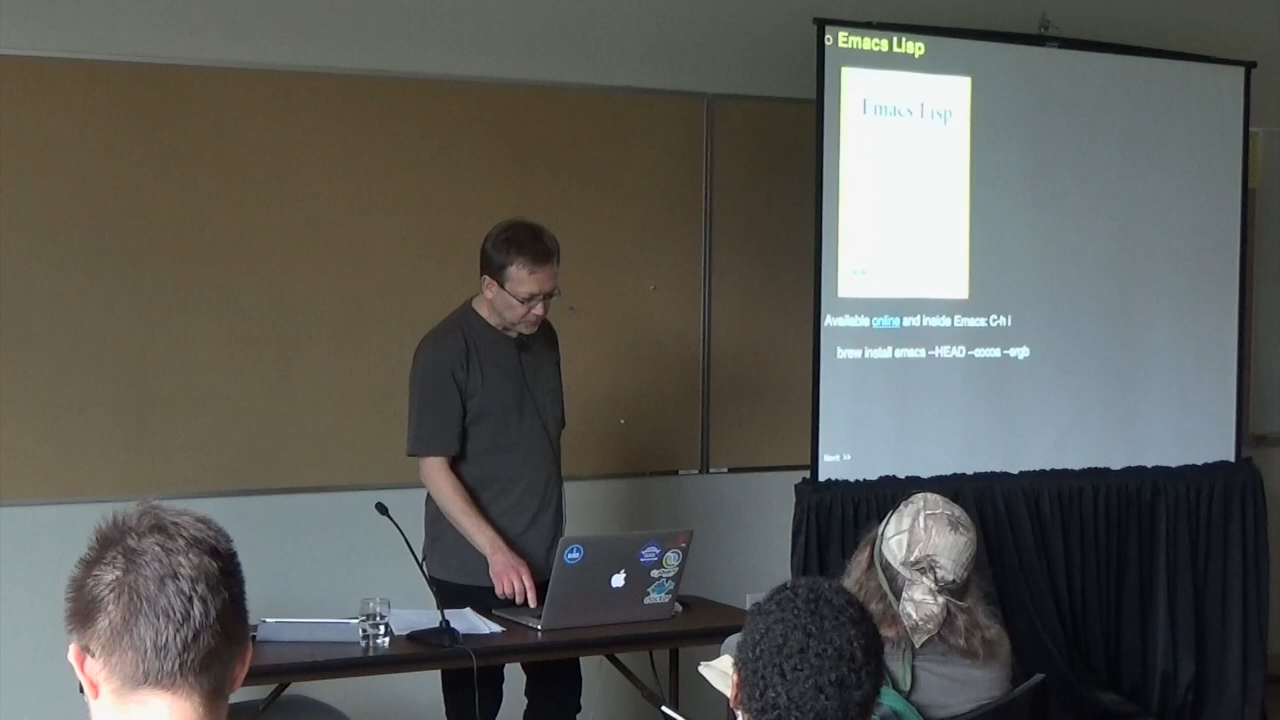 Emacs Lisp
Emacs Lisp
Available online and inside Emacs: C-h i
brew install emacs --HEAD --cocoa --srgb
Next >>